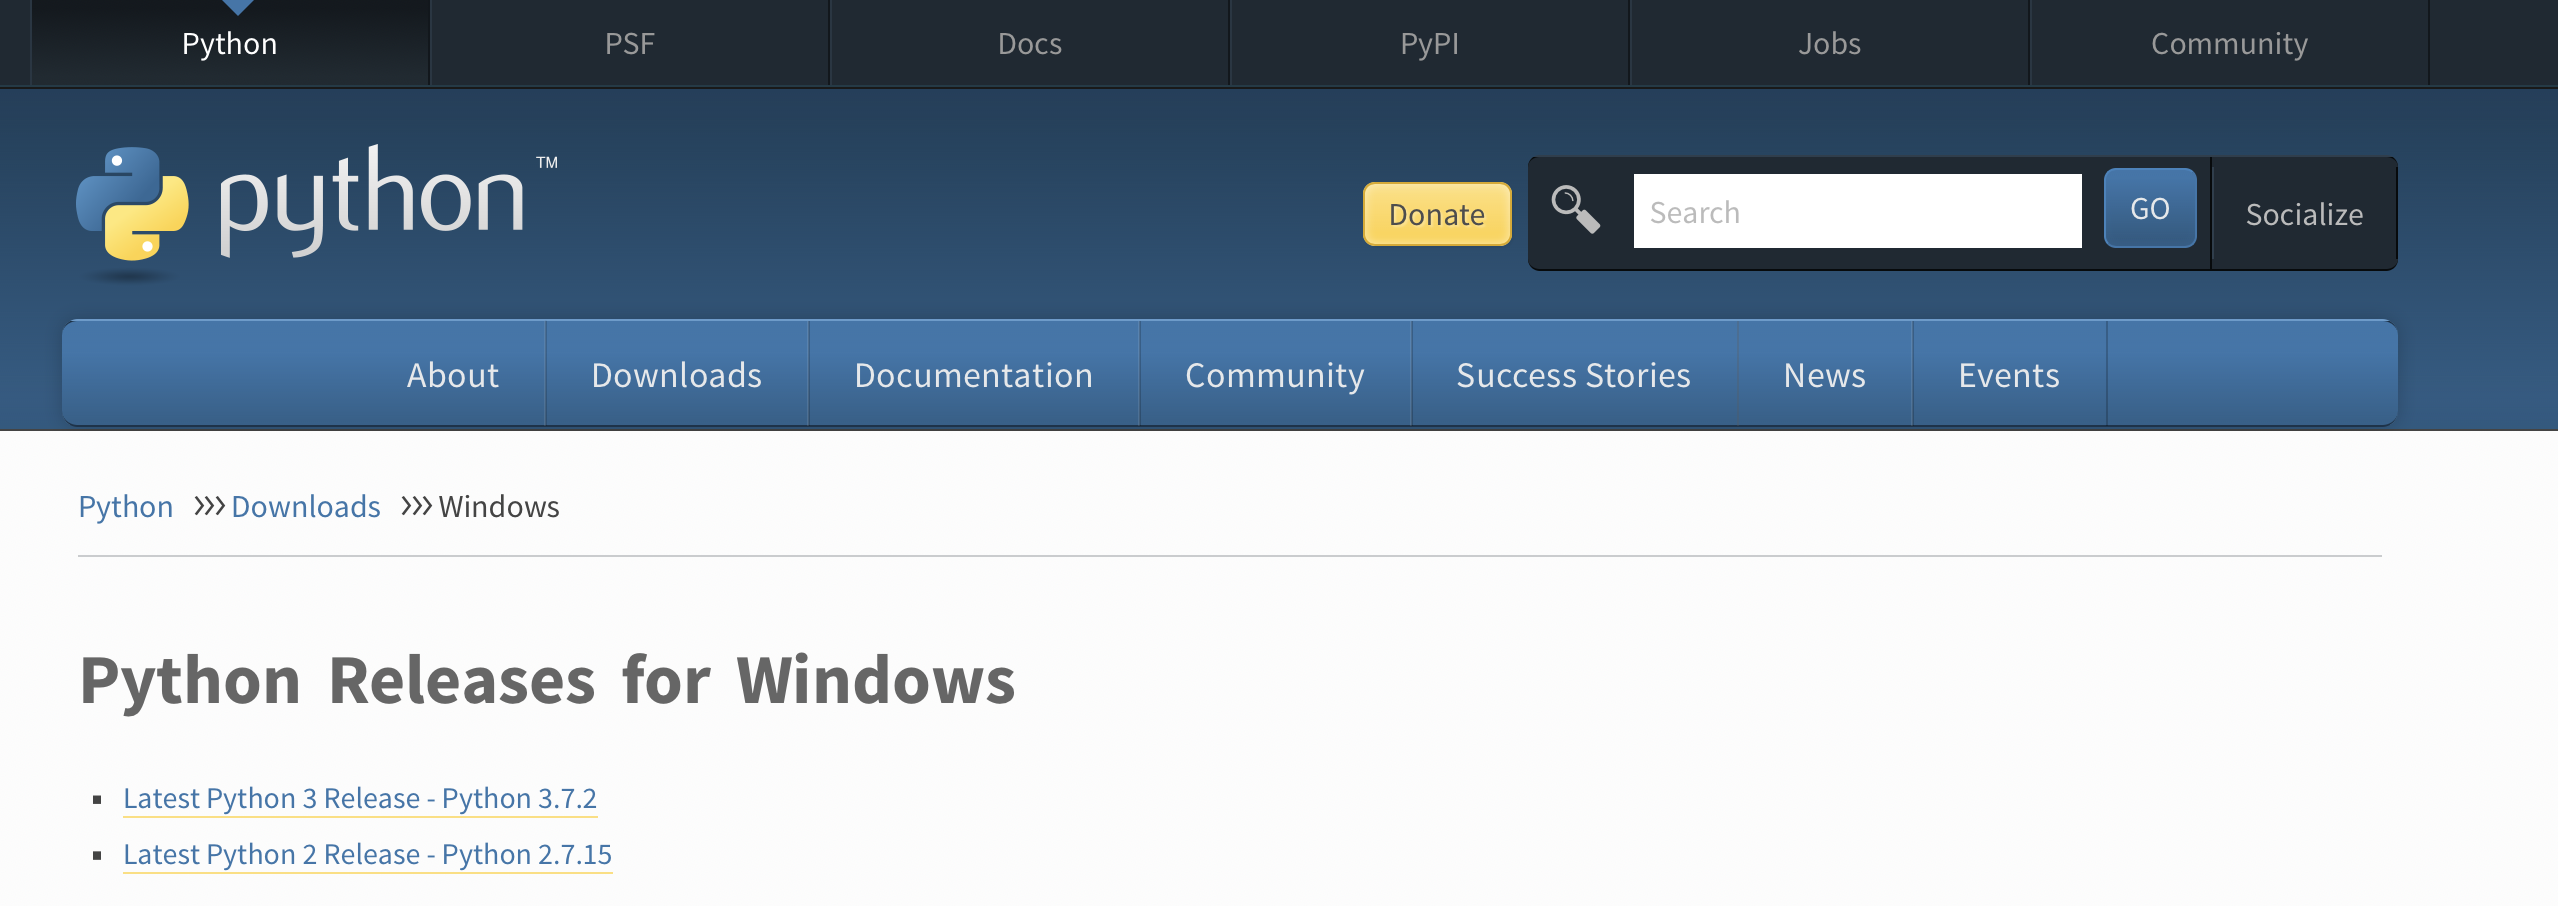 Python PSF Docs PyPI Jobs Community
python TM
Donate Search GO Socialize
About Downloads Documentation Community Success Stories News Events
Python >>> Downloads >>> Windows
Python Releases for Windows
Latest Python 3 Release - Python 3.7.2
Latest Python 2 Release - Python 2.7.15